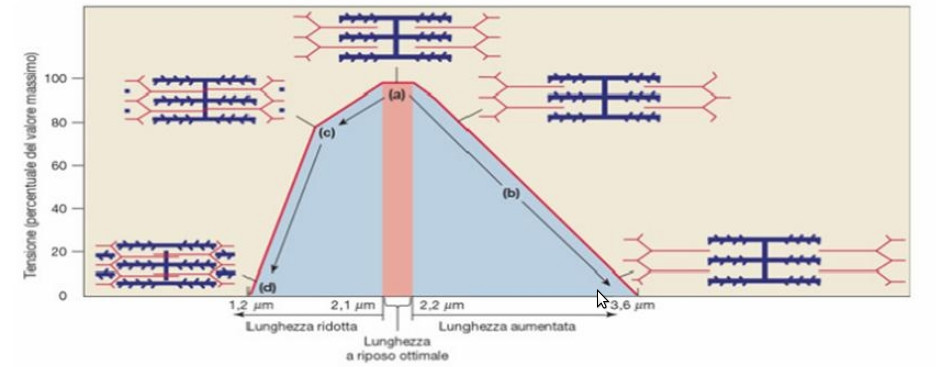 Tensione (percentuale del valore massimo)
100
80
60
40
20
0
(a)
(c)
(b)
(d)
1,2 µm
2,1 µm
2,2 µm
3,6 µm
Lunghezza ridotta
Lunghezza aumentata
Lunghezza
a riposo ottimale